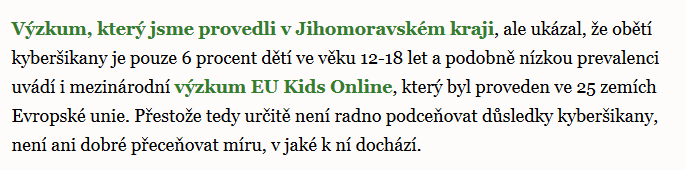 Výzkum, který jsme provedli v Jihomoravském kraji, ale ukázal, že obětí
kyberšikany je pouze 6 procent dětí ve věku 12-18 let a podobně nízkou prevalenci
uvádí i mezinárodní výzkum EU Kids Online, který byl proveden ve 25 zemích
Evropské unie. Přestože tedy určitě není radno podceňovat důsledky kyberšikany,
není ani dobré přeceňovat míru, v jaké k ní dochází.